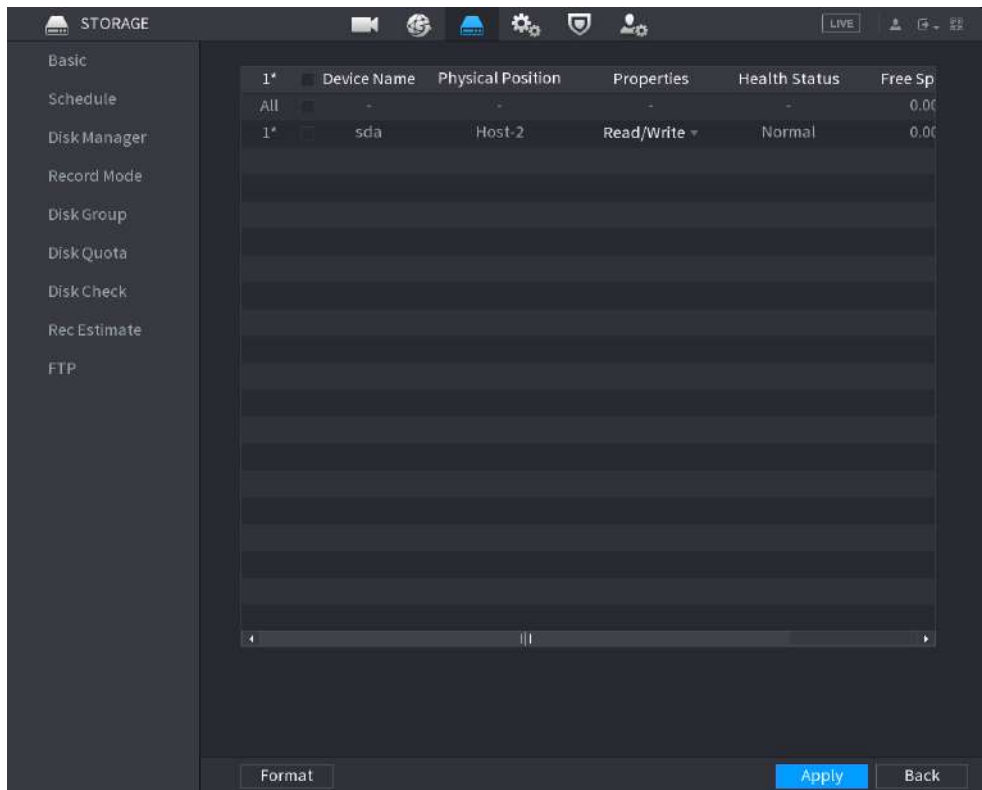 STORAGE
LIVE
Basic
Schedule
Disk Manager
Record Mode
Disk Group
Disk Quota
Disk Check
Rec Estimate
FTP
1* Device Name Physical Position Properties Health Status Free Sp
All - - - - 0.00
1* sda Host-2 Read/Write Normal 0.00
Format Apply Back